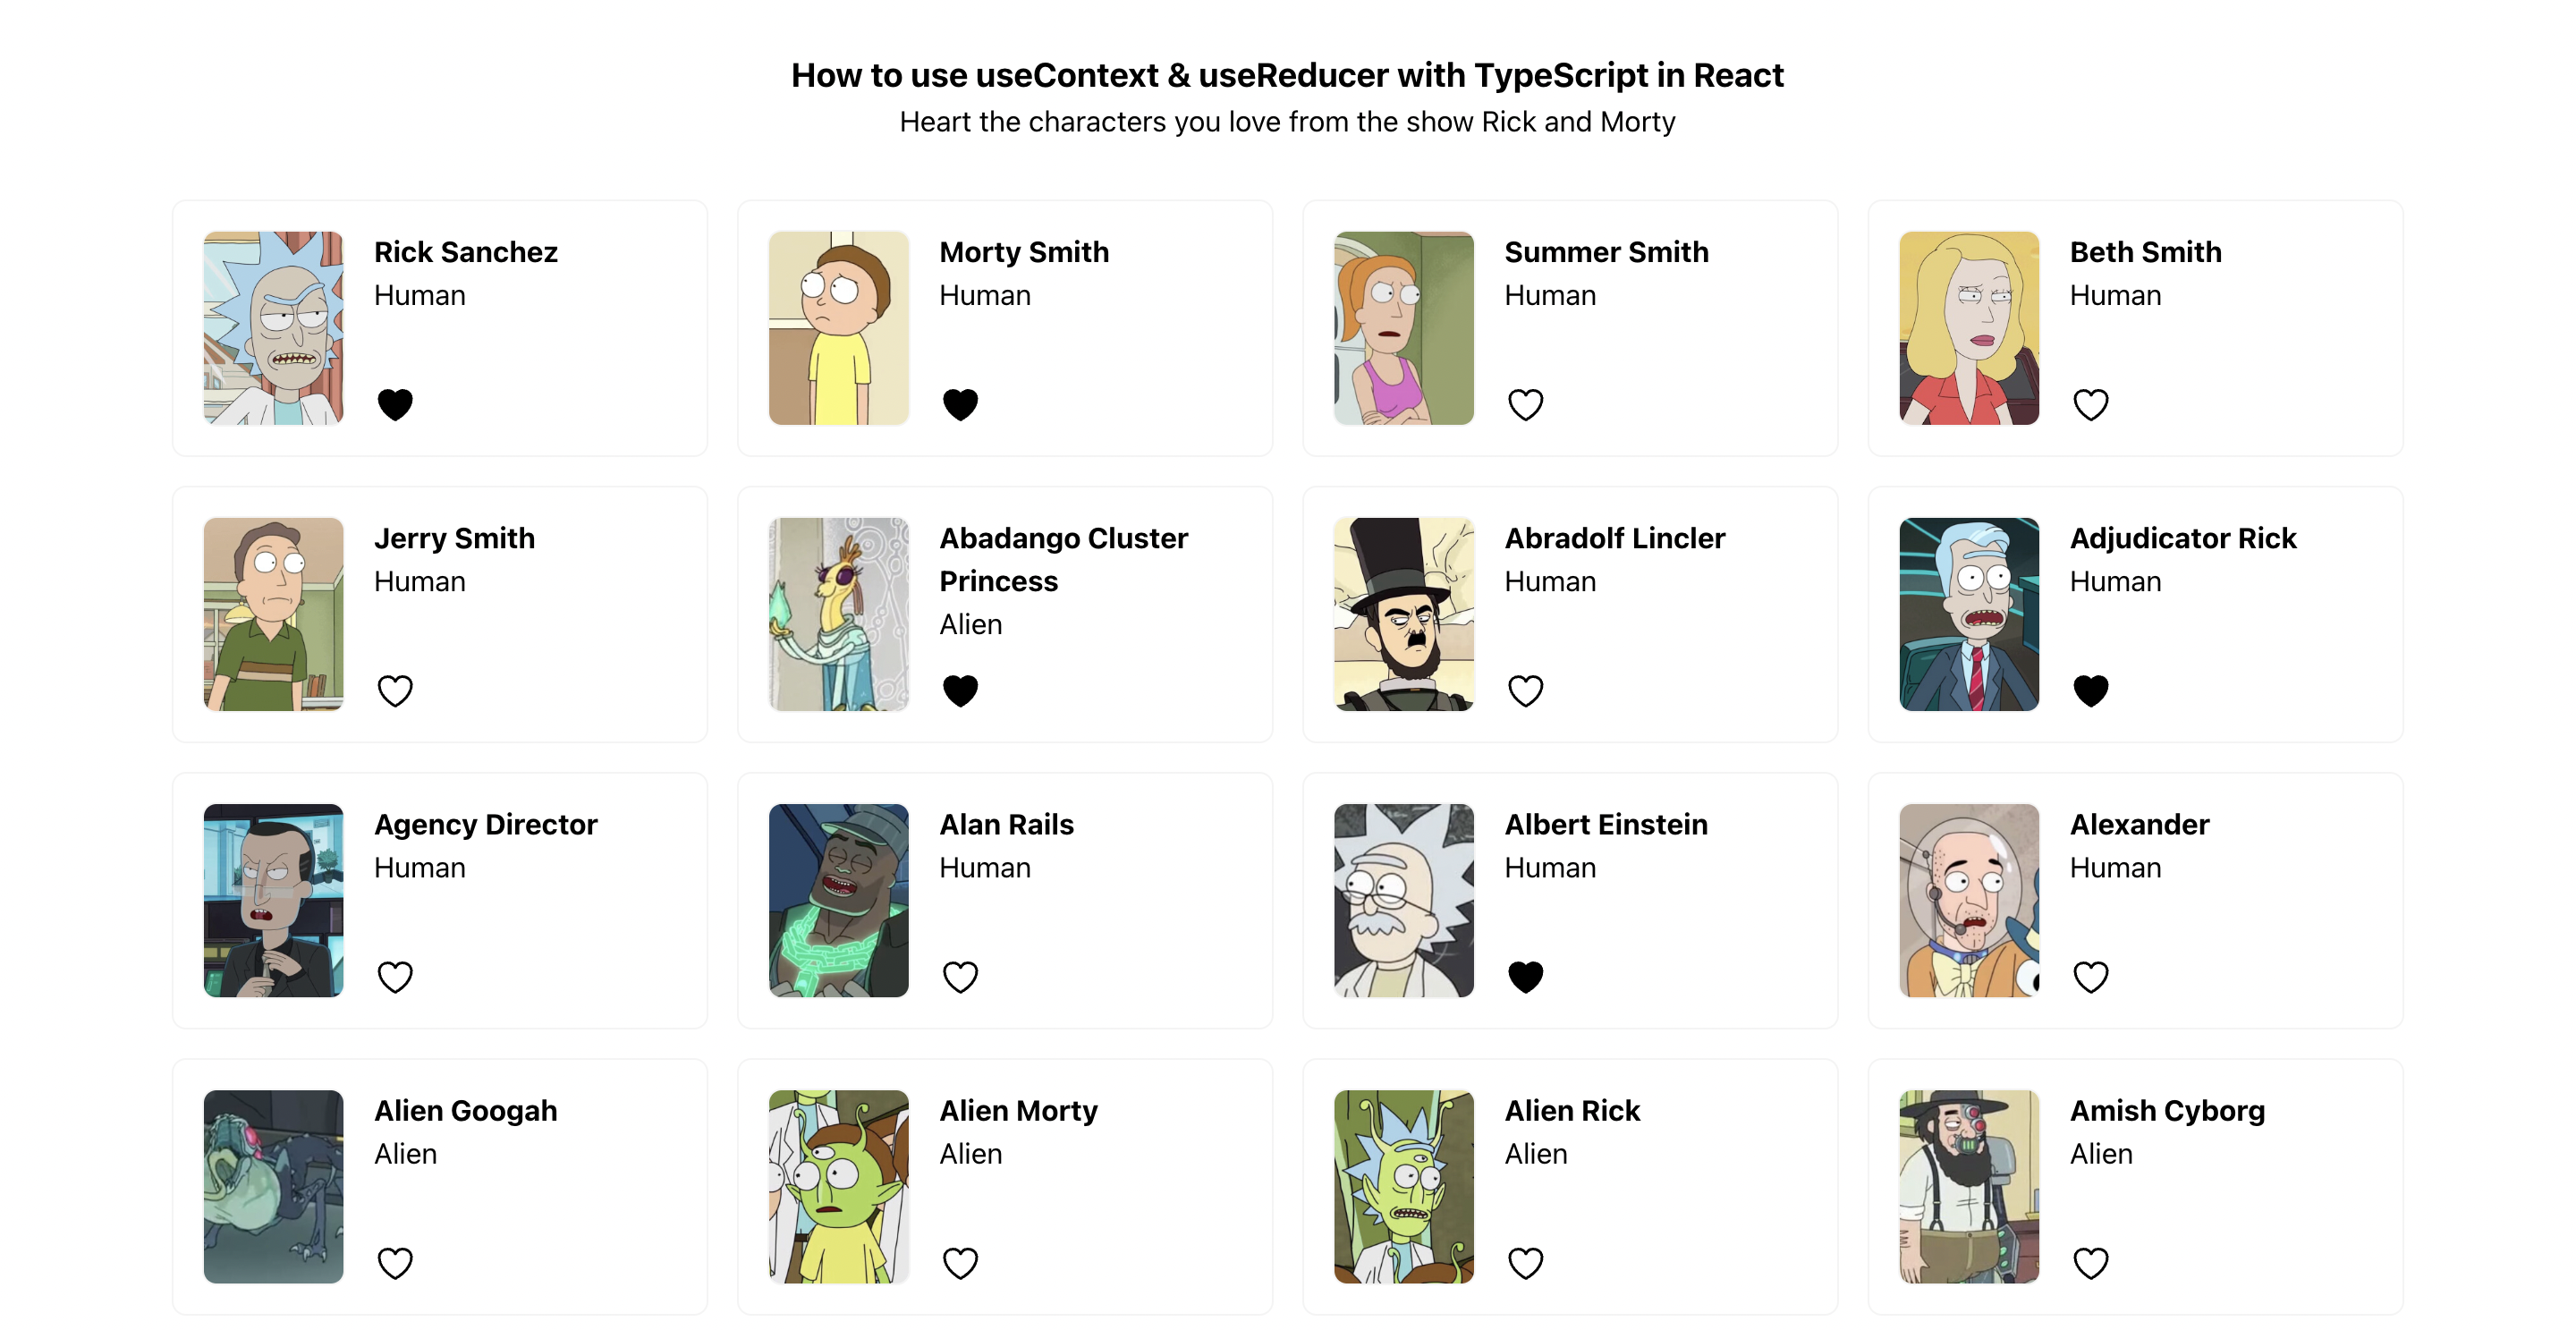 How to use useContext & useReducer with TypeScript in React
Heart the characters you love from the show Rick and Morty
Rick Sanchez
Human
Morty Smith
Human
Summer Smith
Human
Beth Smith
Human
Jerry Smith
Human
Abadango Cluster
Princess
Alien
Abradolf Lincler
Human
Adjudicator Rick
Human
Agency Director
Human
Alan Rails
Human
Albert Einstein
Human
Alexander
Human
Alien Googah
Alien
Alien Morty
Alien
Alien Rick
Alien
Amish Cyborg
Alien